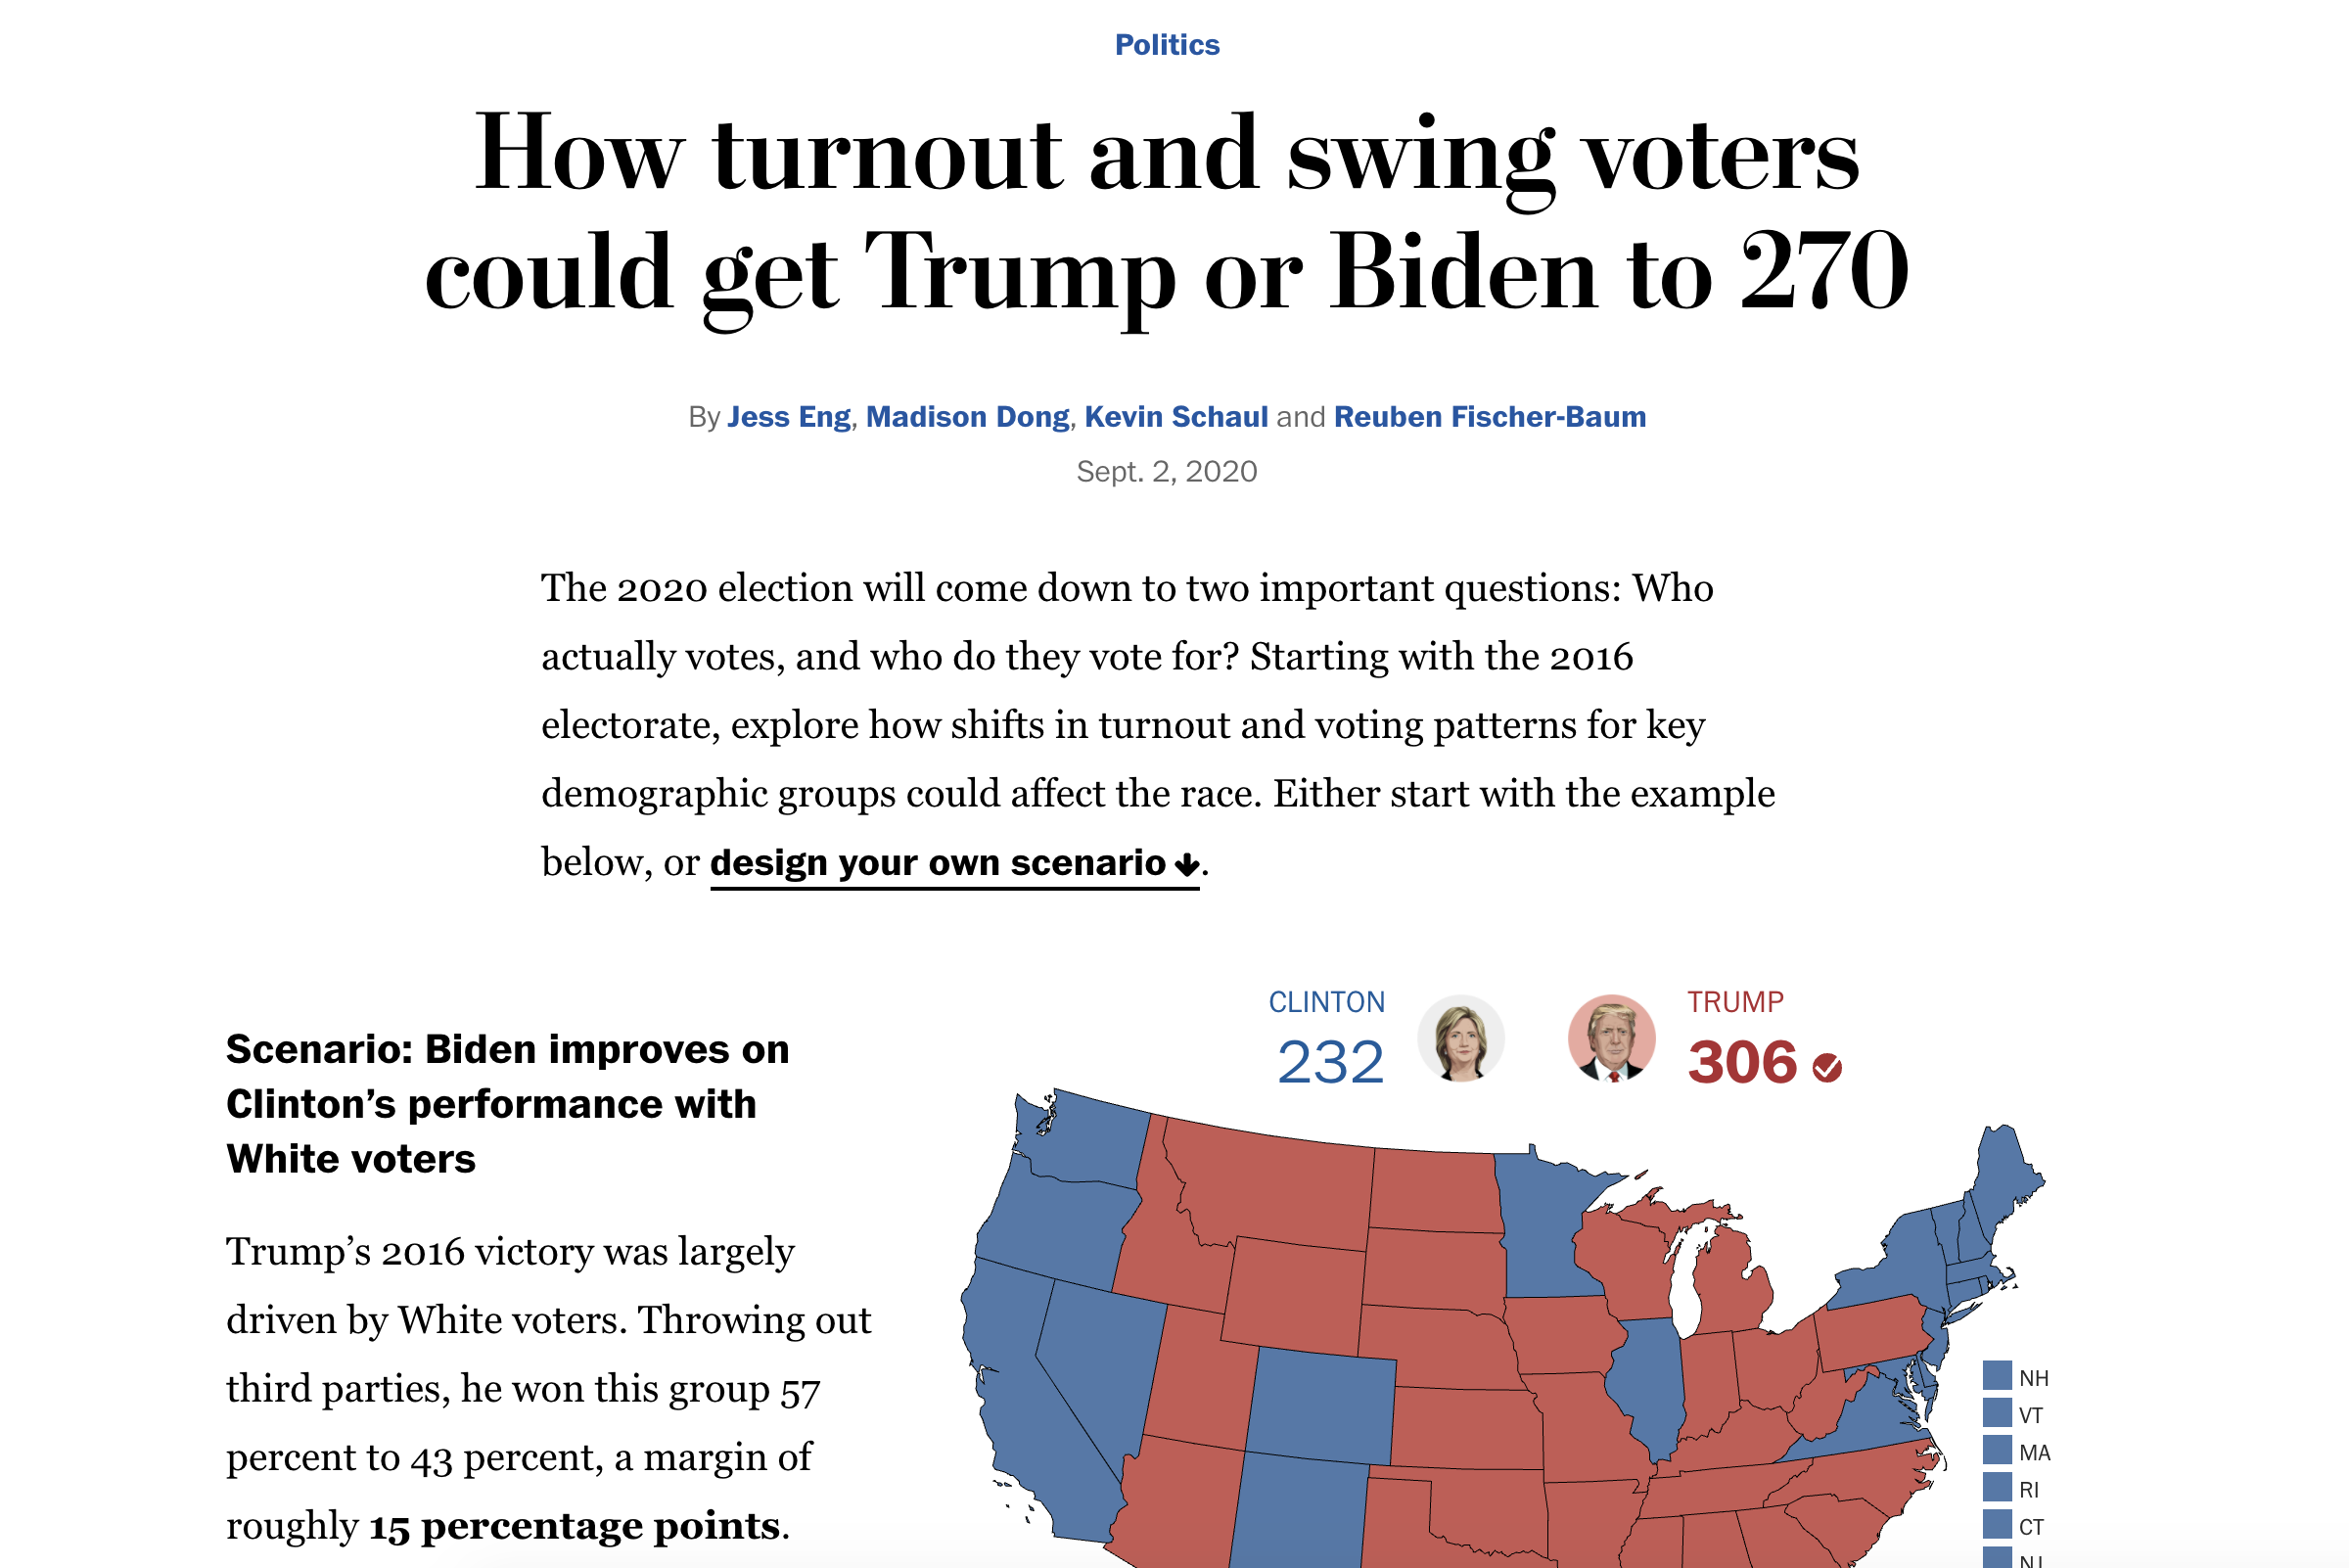 Politics
How turnout and swing voters
could get Trump or Biden to 270
By Jess Eng, Madison Dong, Kevin Schaul and Reuben Fischer-Baum
Sept. 2, 2020
The 2020 election will come down to two important questions: Who
actually votes, and who do they vote for? Starting with the 2016
electorate, explore how shifts in turnout and voting patterns for key
demographic groups could affect the race. Either start with the example
below, or design your own scenario ↓.
Scenario: Biden improves on
Clinton’s performance with
White voters
Trump’s 2016 victory was largely
driven by White voters. Throwing out
third parties, he won this group 57
percent to 43 percent, a margin of
roughly 15 percentage points.
CLINTON
232
TRUMP
306
NH
VT
MA
RI
CT
NJ